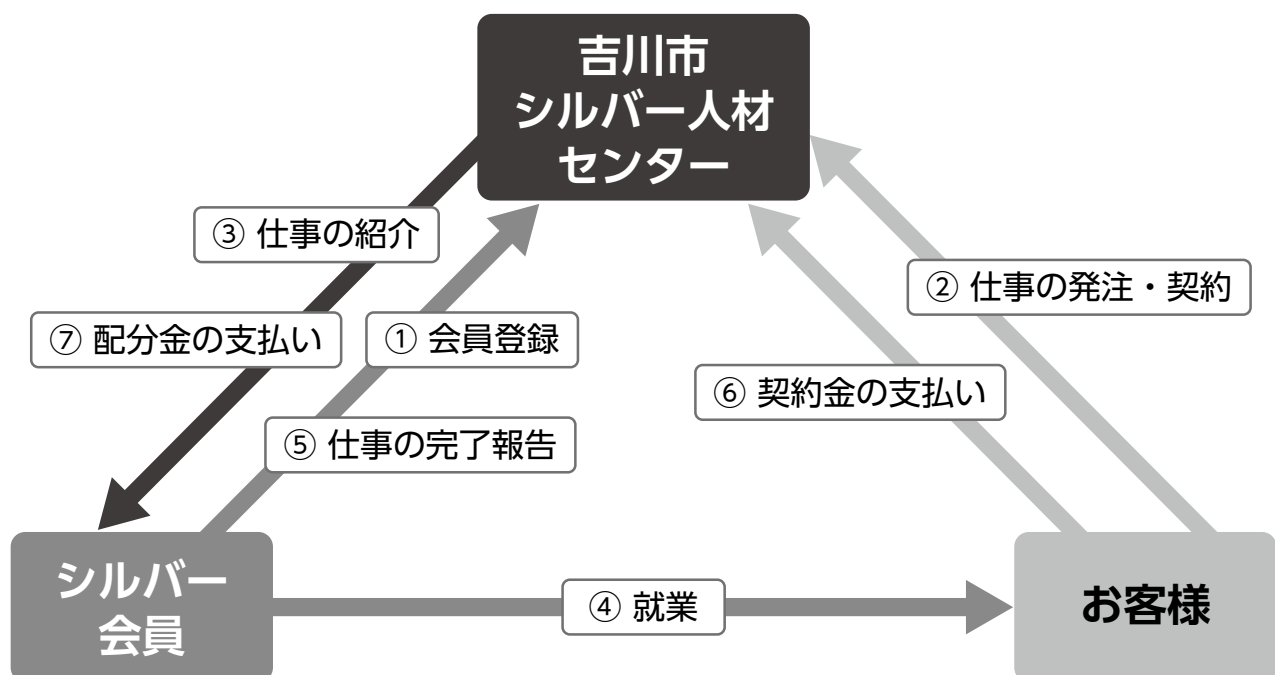 吉川市
シルバー人材
センター
③ 仕事の紹介
② 仕事の発注・契約
⑦ 配分金の支払い
① 会員登録
⑥ 契約金の支払い
⑤ 仕事の完了報告
シルバー
会員
④ 就業
お客様